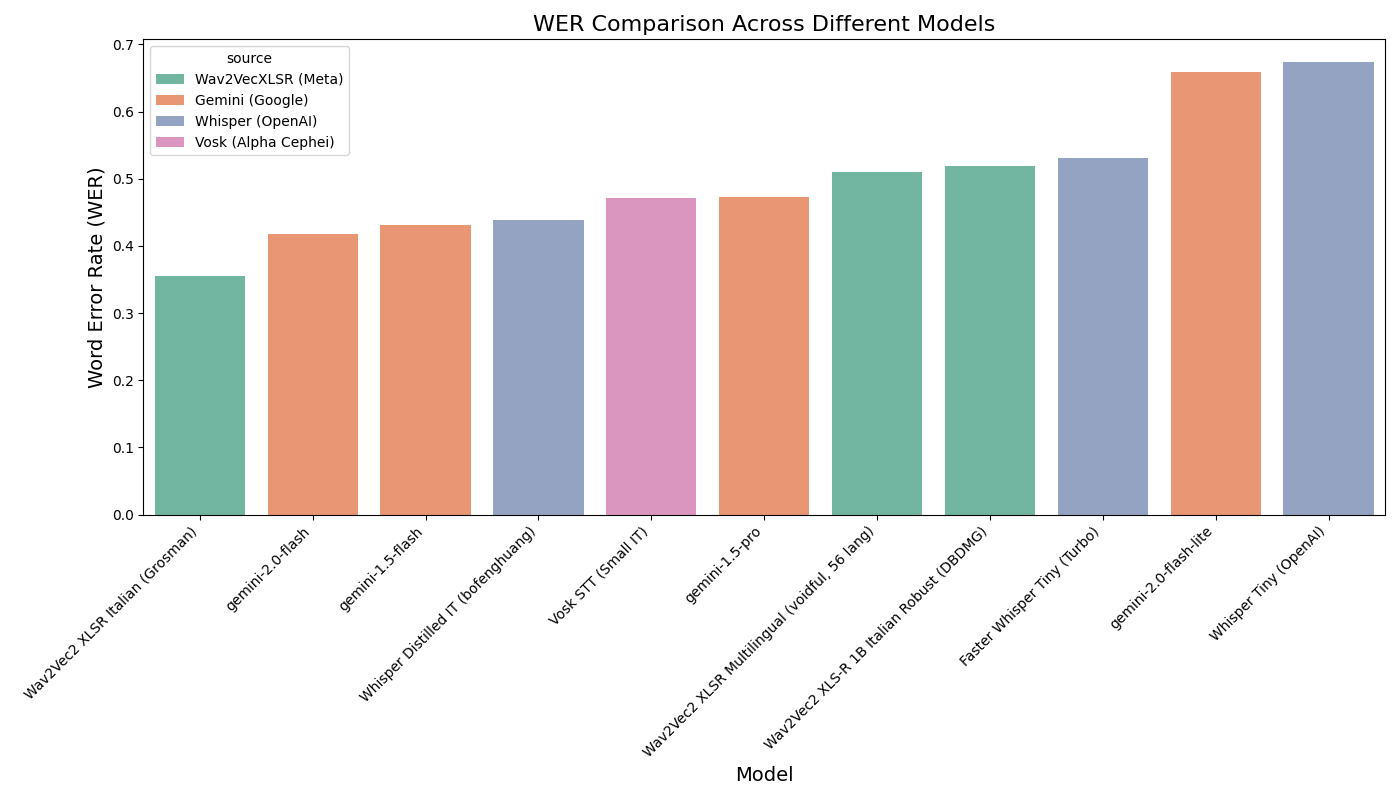 WER Comparison Across Different Models
source
Wav2VecXLSR (Meta)
Gemini (Google)
Whisper (OpenAI)
Vosk (Alpha Cephei)
Word Error Rate (WER)
0.7
0.6
0.5
0.4
0.3
0.2
0.1
0.0
Wav2Vec2 XLSR Italian (Grosman)
gemini-2.0-flash
gemini-1.5-flash
Whisper Distilled IT (bofenghuang)
Vosk STT (Small IT)
gemini-1.5-pro
Wav2Vec2 XLSR Multilingual (voidful, 56 lang)
Wav2Vec2 XLS-R 1B Italian Robust (DBDMG)
Faster Whisper Tiny (Turbo)
gemini-2.0-flash-lite
Whisper Tiny (OpenAI)
Model